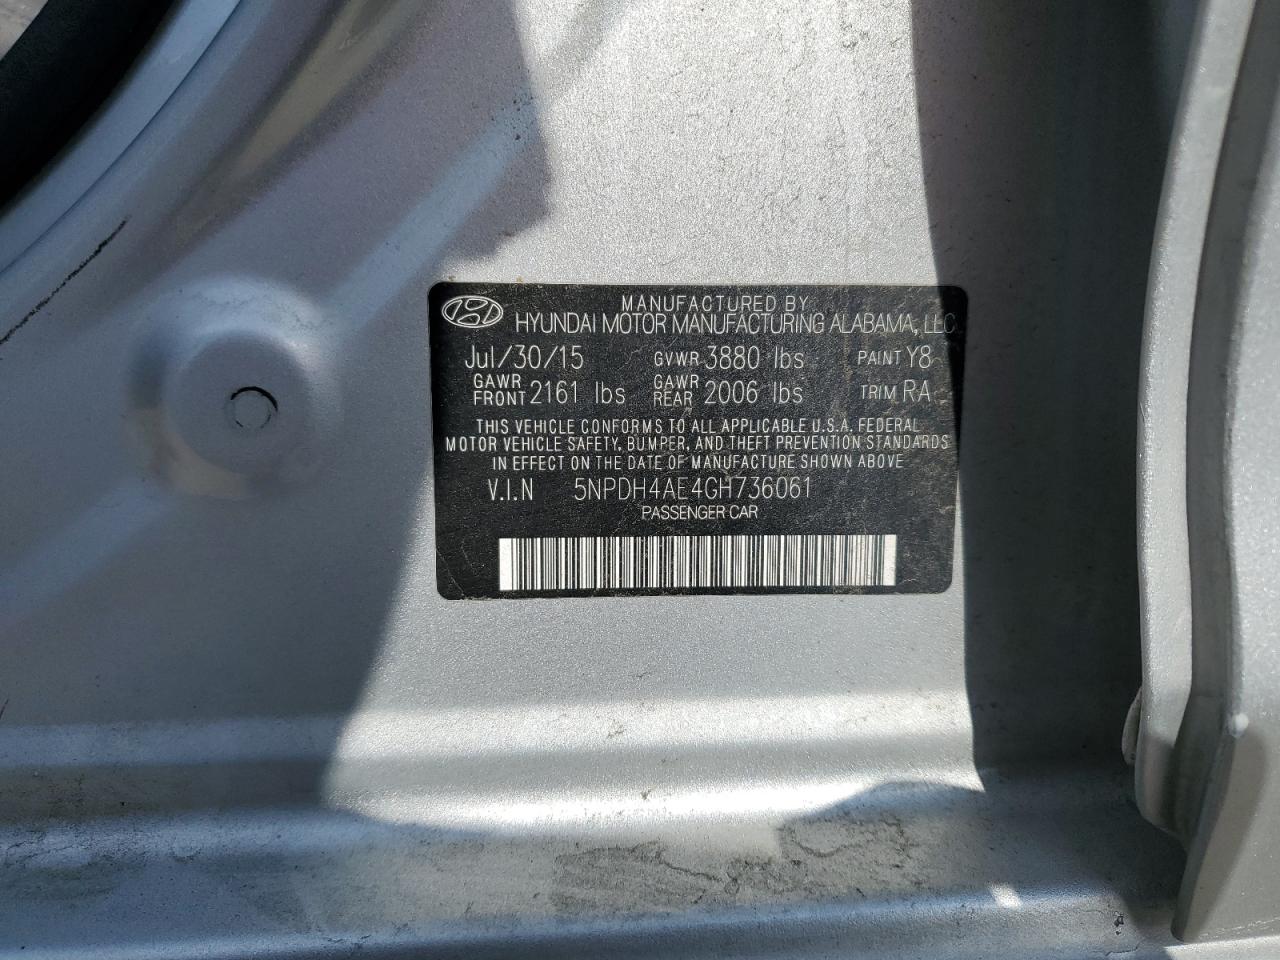 MANUFACTURED BY
HYUNDAI MOTOR MANUFACTURING ALABAMA, LLC
Jul/30/15 GVWR 3880 lbs PAINT Y8
GAWR FRONT 2161 lbs GAWR REAR 2006 lbs TRIM RA
THIS VEHICLE CONFORMS TO ALL APPLICABLE U.S.A. FEDERAL
MOTOR VEHICLE SAFETY, BUMPER, AND THEFT PREVENTION STANDARDS
IN EFFECT ON THE DATE OF MANUFACTURE SHOWN ABOVE
V.I.N 5NPDH4AE4GH736061
PASSENGER CAR